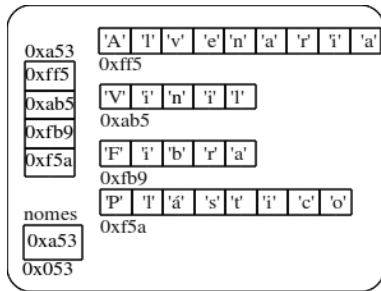 'A' 'l' 'v' 'e' 'n' 'a' 'r' 'i' 'a'
0xa53
0xff5
0xff5
'V' 'i' 'n' 'i' 'l'
0xab5
0xab5
'F' 'i' 'b' 'r' 'a'
0xfb9
0xfb9
0xf5a
'P' 'l' 'á' 's' 't' 'i' 'c' 'o'
nomes
0xf5a
0xa53
0x053